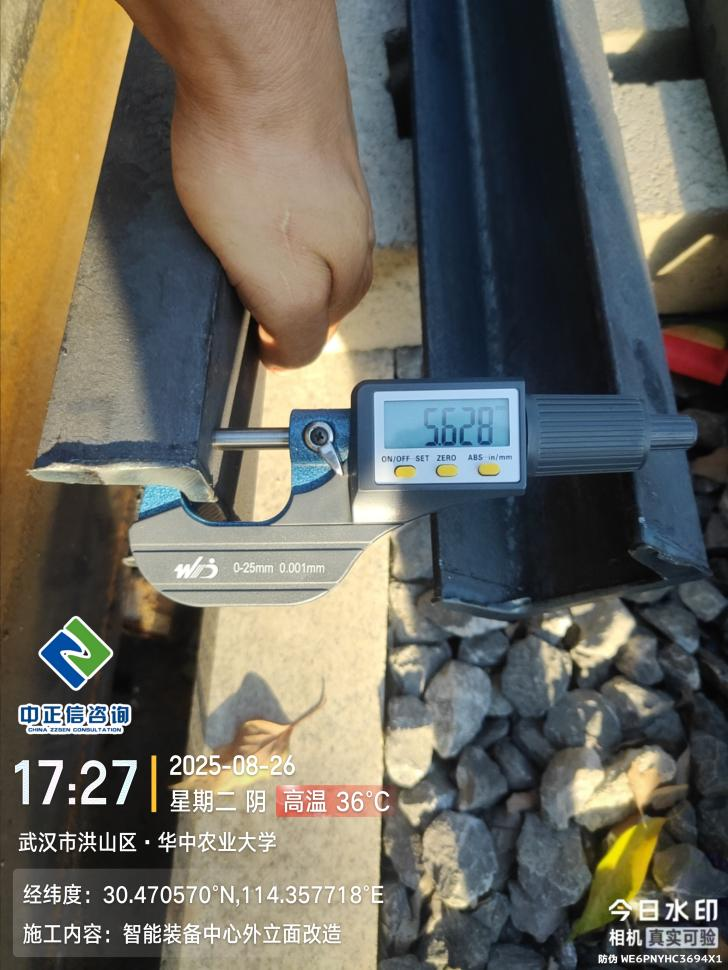 5.628
ON/OFF SET ZERO ABS in/mm
0-25mm 0.001mm
中正信咨询
CHINA ZZSEN CONSULTATION
17:27
2025-08-26
星期二 阴 高温 36°C
武汉市洪山区·华中农业大学
经纬度：30.470570°N,114.357718°E
施工内容：智能装备中心外立面改造
今日水印
相机 真实可验
防伪 WE6PNYHC3694X1